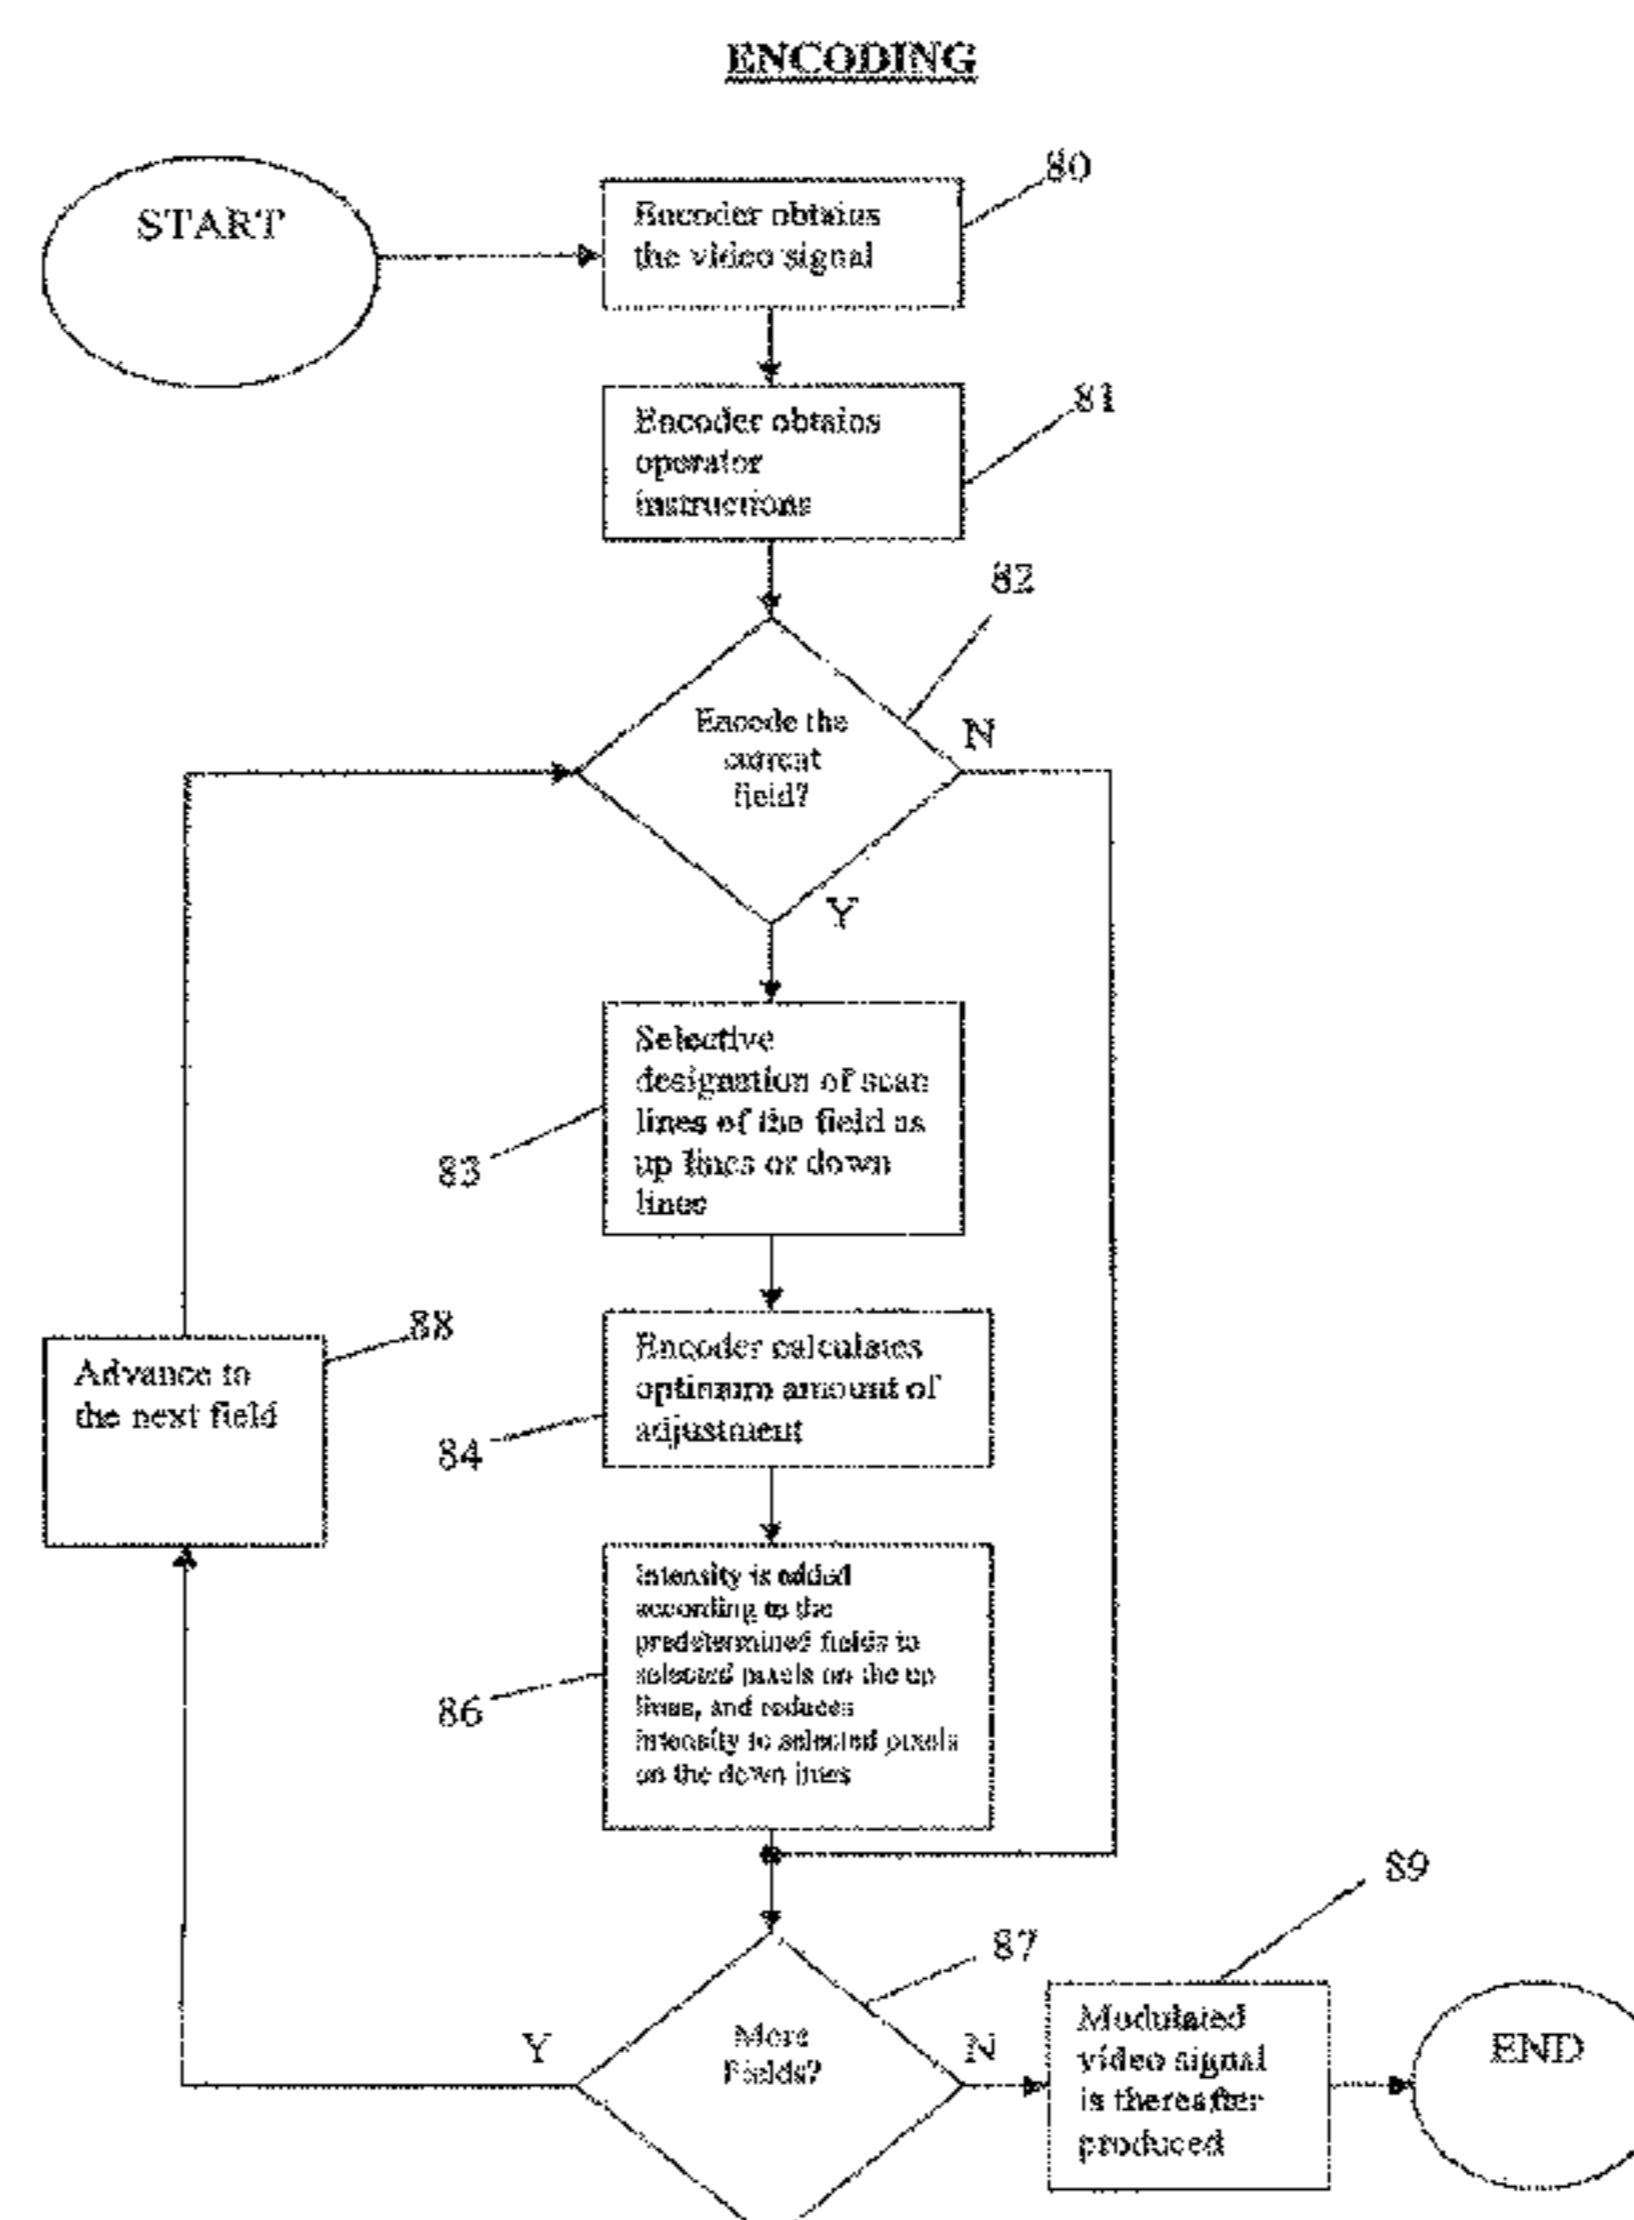 ENCODING
START
80
Encoder obtains
the video signal
81
Encoder obtains
operator
instructions
82
Encode the
current
field?
N
Y
Selective
designation of scan
lines of the field as
up lines or down
lines
83
88
Advance to
the next field
Encoder calculates
optimum amount of
adjustment
84
Intensity is added
according to the
predetermined fields to
selected pixels on the up
lines, and reduces
intensity to selected pixels
on the down lines
86
89
87
More
Fields?
Y
N
Modulated
video signal
is thereafter
produced
END